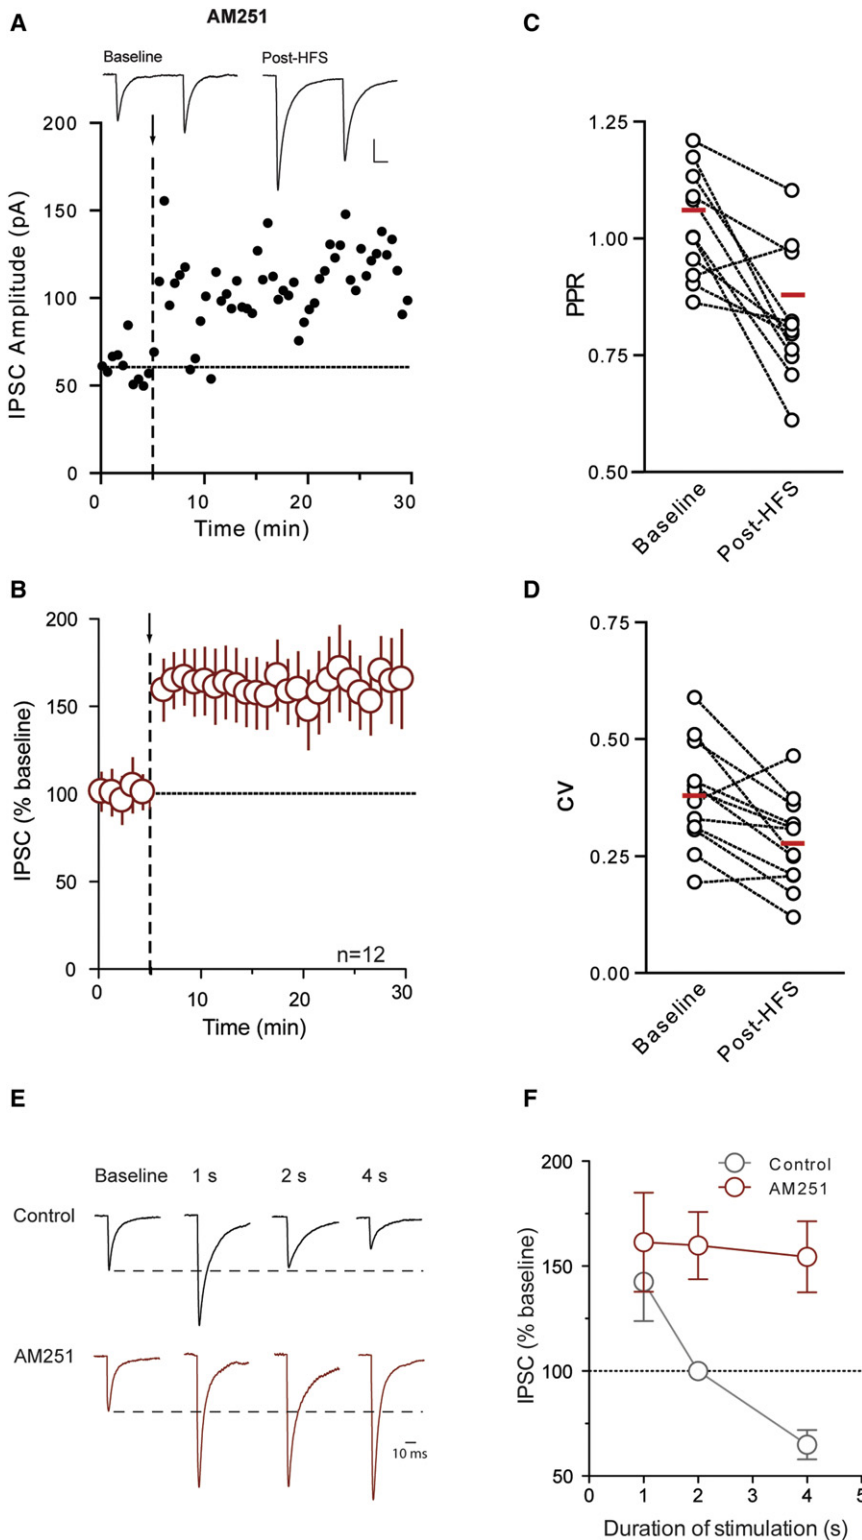 A
AM251
Baseline
Post-HFS
200
150
100
50
0
IPSC Amplitude (pA)
0
10
20
30
Time (min)
B
200
150
100
50
0
IPSC (% baseline)
n=12
0
10
20
30
Time (min)
C
1.25
1.00
0.75
0.50
PPR
Baseline
Post-HFS
D
0.75
0.50
0.25
0.00
CV
Baseline
Post-HFS
E
Baseline 1 s 2 s 4 s
Control
AM251
10 ms
F
Control
AM251
200
150
100
50
IPSC (% baseline)
0 1 2 3 4 5
Duration of stimulation (s)